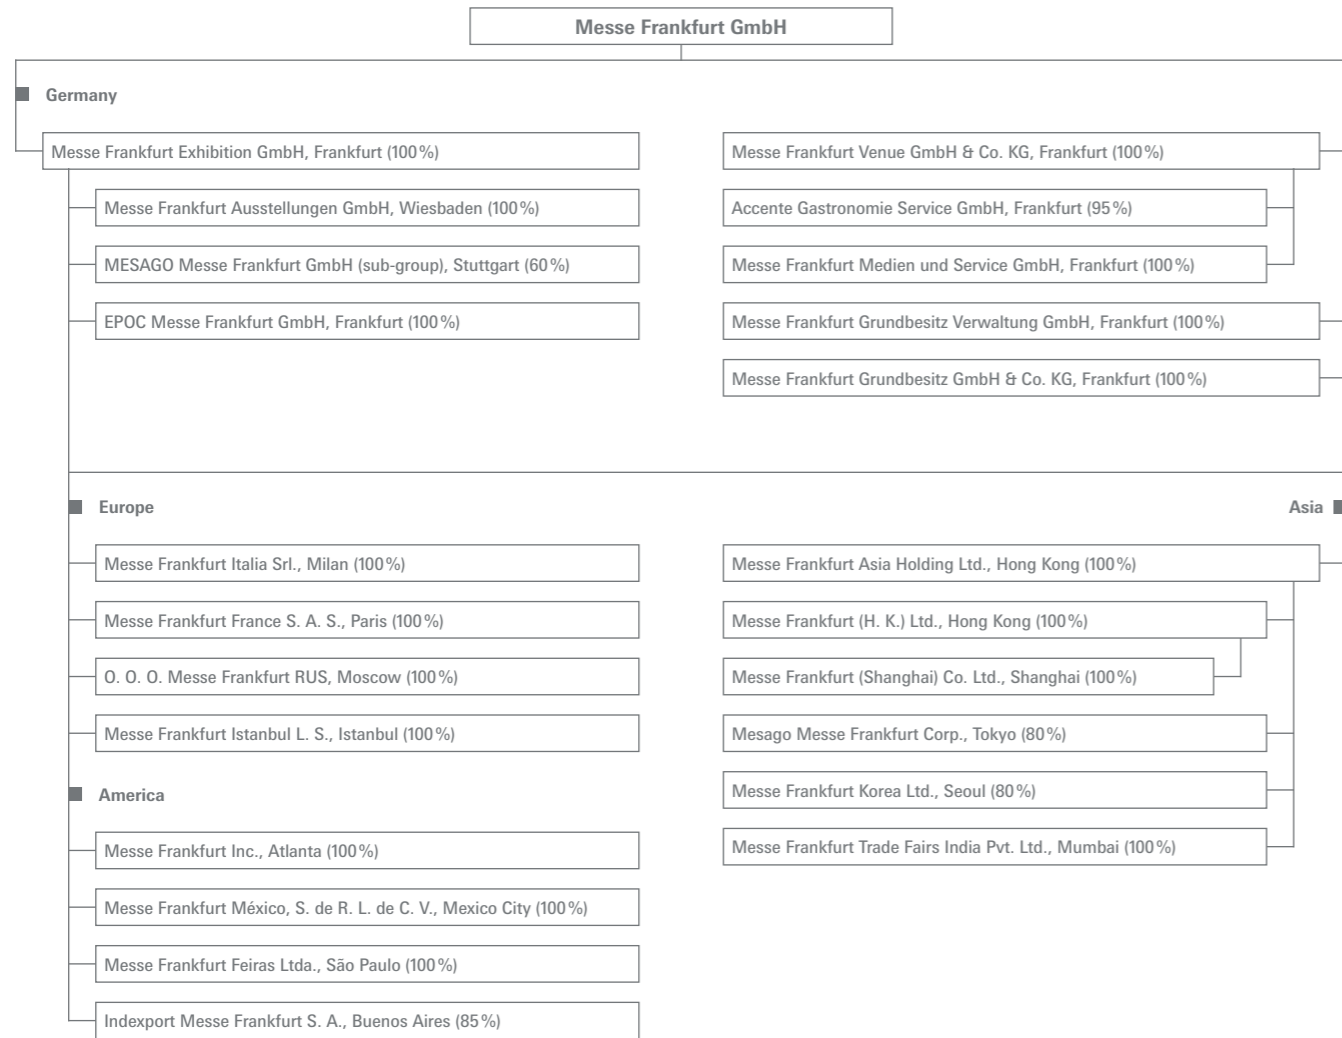 Messe Frankfurt GmbH
Germany
Messe Frankfurt Exhibition GmbH, Frankfurt (100 %)
Messe Frankfurt Ausstellungen GmbH, Wiesbaden (100 %)
MESAGO Messe Frankfurt GmbH (sub-group), Stuttgart (60 %)
EPOC Messe Frankfurt GmbH, Frankfurt (100 %)
Messe Frankfurt Venue GmbH & Co. KG, Frankfurt (100 %)
Accente Gastronomie Service GmbH, Frankfurt (95 %)
Messe Frankfurt Medien und Service GmbH, Frankfurt (100 %)
Messe Frankfurt Grundbesitz Verwaltung GmbH, Frankfurt (100 %)
Messe Frankfurt Grundbesitz GmbH & Co. KG, Frankfurt (100 %)
Europe
Messe Frankfurt Italia Srl., Milan (100 %)
Messe Frankfurt France S. A. S., Paris (100 %)
O. O. O. Messe Frankfurt RUS, Moscow (100 %)
Messe Frankfurt Istanbul L. S., Istanbul (100 %)
America
Messe Frankfurt Inc., Atlanta (100 %)
Messe Frankfurt México, S. de R. L. de C. V., Mexico City (100 %)
Messe Frankfurt Feiras Ltda., São Paulo (100 %)
Indexport Messe Frankfurt S. A., Buenos Aires (85 %)
Asia
Messe Frankfurt Asia Holding Ltd., Hong Kong (100 %)
Messe Frankfurt (H. K.) Ltd., Hong Kong (100 %)
Messe Frankfurt (Shanghai) Co. Ltd., Shanghai (100 %)
Mesago Messe Frankfurt Corp., Tokyo (80 %)
Messe Frankfurt Korea Ltd., Seoul (80 %)
Messe Frankfurt Trade Fairs India Pvt. Ltd., Mumbai (100 %)